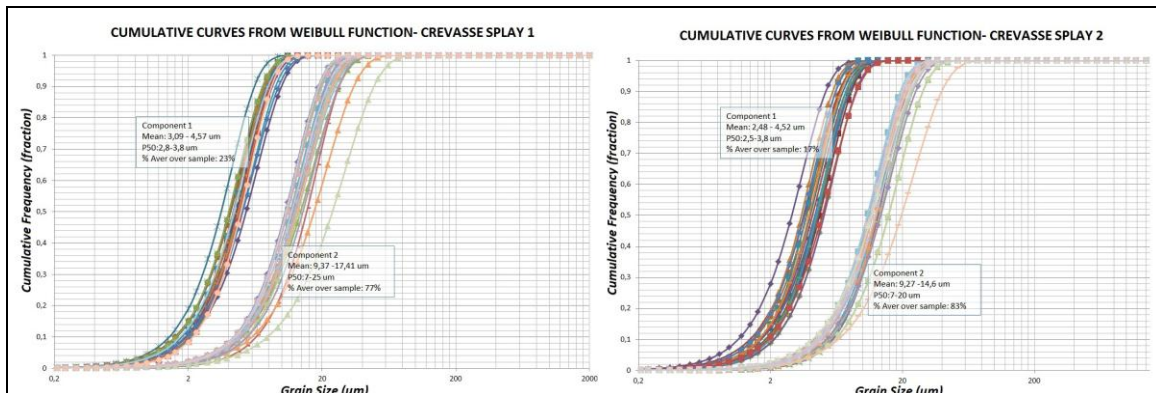 CUMULATIVE CURVES FROM WEIBULL FUNCTION- CREVASSE SPLAY 1
Cumulative Frequency (fraction)
1
0,9
0,8
0,7
0,6
0,5
0,4
0,3
0,2
0,1
0
Component 1
Mean: 3,09 - 4,57 um
P50:2,8-3,8 um
% Aver over sample: 23%
Component 2
Mean: 9,37 -17,41 um
P50:7-25 um
% Aver over sample: 77%
0,2 2 20 200 2000
Grain Size (um)
CUMULATIVE CURVES FROM WEIBULL FUNCTION- CREVASSE SPLAY 2
Cumulative Frequency (fraction)
1
0,9
0,8
0,7
0,6
0,5
0,4
0,3
0,2
0,1
0
Component 1
Mean: 2,48 - 4,52 um
P50:2,5-3,8 um
% Aver over sample: 17%
Component 2
Mean: 9,27 -14,6 um
P50:7-20 um
% Aver over sample: 83%
0,2 2 20 200
Grain Size (um)